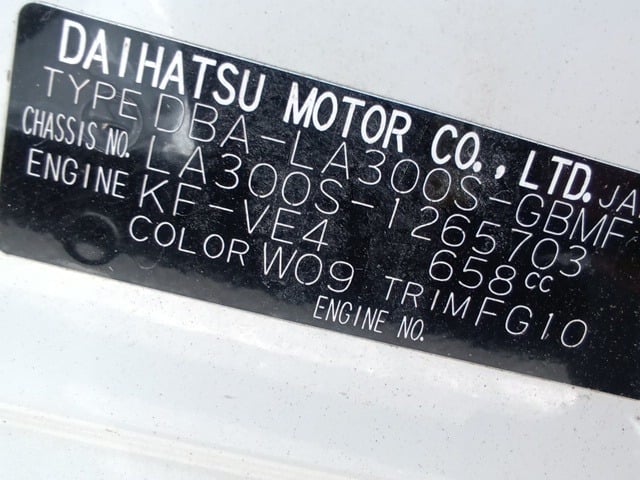 DAIHATSU MOTOR CO., LTD. JA
TYPE DBA-LA300S-GBMF
CHASSIS NO. LA300S-1265703
ENGINE KF-VE4 658cc
COLOR W09 TRIM FG10
ENGINE NO.